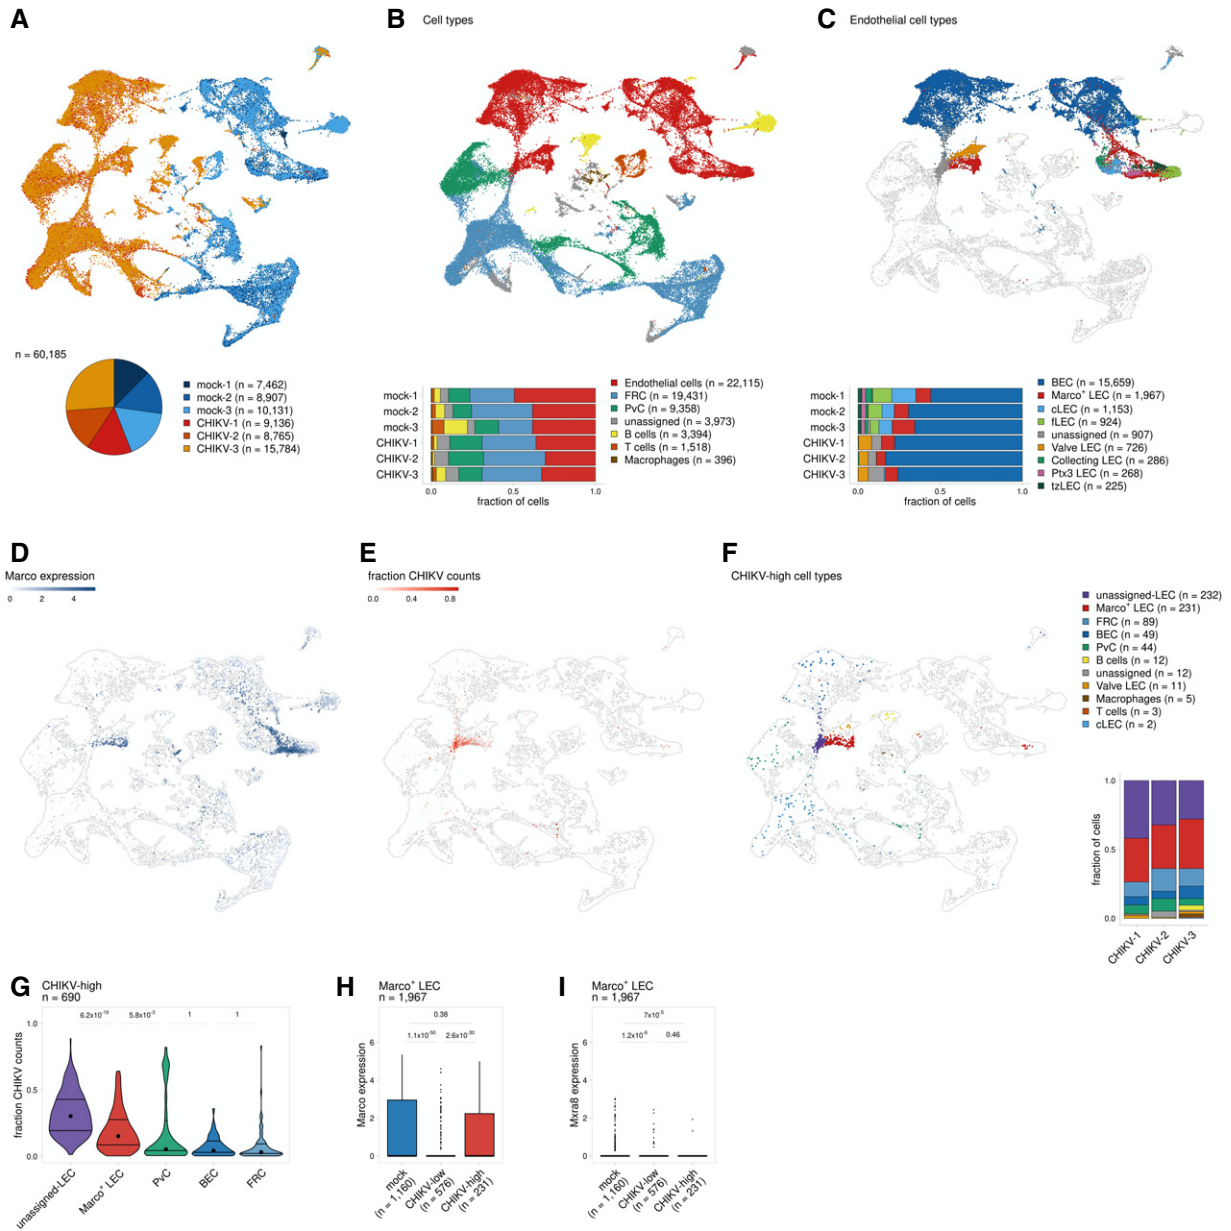 A
B
Cell types
C
Endothelial cell types
n = 60,185
mock-1 (n = 7,462)
mock-2 (n = 8,907)
mock-3 (n = 10,131)
CHIKV-1 (n = 9,136)
CHIKV-2 (n = 8,765)
CHIKV-3 (n = 15,784)
mock-1
mock-2
mock-3
CHIKV-1
CHIKV-2
CHIKV-3
0.0
0.5
1.0
fraction of cells
Endothelial cells (n = 22,115)
FRC (n = 19,431)
PvC (n = 9,358)
unassigned (n = 3,973)
B cells (n = 3,394)
T cells (n = 1,518)
Macrophages (n = 396)
mock-1
mock-2
mock-3
CHIKV-1
CHIKV-2
CHIKV-3
0.0
0.5
1.0
fraction of cells
BEC (n = 15,659)
Marco⁺ LEC (n = 1,967)
cLEC (n = 1,153)
fLEC (n = 924)
unassigned (n = 907)
Valve LEC (n = 726)
Collecting LEC (n = 286)
Ptx3 LEC (n = 268)
tzLEC (n = 225)
D
Marco expression
0 2 4
E
fraction CHIKV counts
0.0 0.4 0.8
F
CHIKV-high cell types
unassigned-LEC (n = 232)
Marco⁺ LEC (n = 231)
FRC (n = 89)
BEC (n = 49)
PvC (n = 44)
B cells (n = 12)
unassigned (n = 12)
Valve LEC (n = 11)
Macrophages (n = 5)
T cells (n = 3)
cLEC (n = 2)
fraction of cells
1.0
0.5
0.0
CHIKV-1
CHIKV-2
CHIKV-3
G
CHIKV-high
n = 690
6.2x10⁻¹⁹
5.8x10⁻³
1
1
fraction CHIKV counts
1.0
0.5
0.0
unassigned-LEC
Marco⁺ LEC
PvC
BEC
FRC
H
Marco⁺ LEC
n = 1,967
0.38
1.1x10⁻⁵⁰
2.6x10⁻³⁰
Marco expression
6
4
2
0
mock
(n = 1,160)
CHIKV-low
(n = 576)
CHIKV-high
(n = 231)
I
Marco⁺ LEC
n = 1,967
7x10⁻⁵
1.2x10⁻⁶
0.46
Mxra8 expression
6
4
2
0
mock
(n = 1,160)
CHIKV-low
(n = 576)
CHIKV-high
(n = 231)